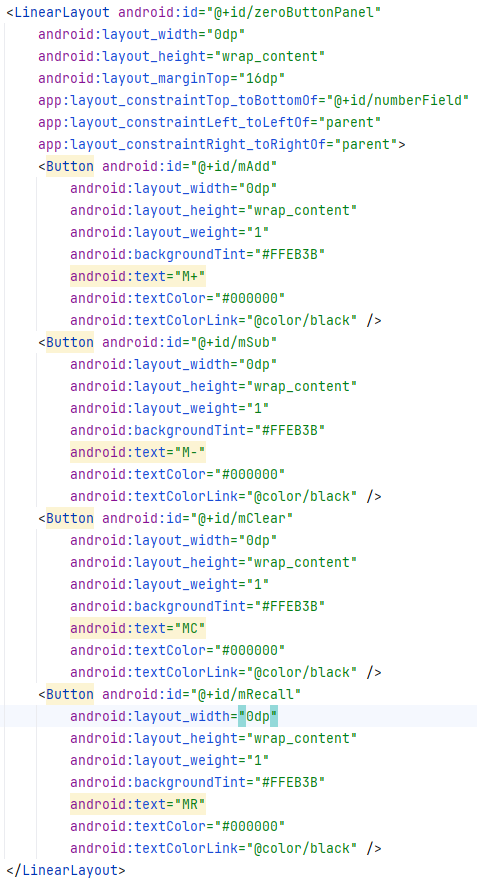 <LinearLayout android:id="@+id/zeroButtonPanel"
    android:layout_width="0dp"
    android:layout_height="wrap_content"
    android:layout_marginTop="16dp"
    app:layout_constraintTop_toBottomOf="@+id/numberField"
    app:layout_constraintLeft_toLeftOf="parent"
    app:layout_constraintRight_toRightOf="parent">
    <Button android:id="@+id/mAdd"
        android:layout_width="0dp"
        android:layout_height="wrap_content"
        android:layout_weight="1"
        android:backgroundTint="#FFEB3B"
        android:text="M+"
        android:textColor="#000000"
        android:textColorLink="@color/black" />
    <Button android:id="@+id/mSub"
        android:layout_width="0dp"
        android:layout_height="wrap_content"
        android:layout_weight="1"
        android:backgroundTint="#FFEB3B"
        android:text="M-"
        android:textColor="#000000"
        android:textColorLink="@color/black" />
    <Button android:id="@+id/mClear"
        android:layout_width="0dp"
        android:layout_height="wrap_content"
        android:layout_weight="1"
        android:backgroundTint="#FFEB3B"
        android:text="MC"
        android:textColor="#000000"
        android:textColorLink="@color/black" />
    <Button android:id="@+id/mRecall"
        android:layout_width="0dp"
        android:layout_height="wrap_content"
        android:layout_weight="1"
        android:backgroundTint="#FFEB3B"
        android:text="MR"
        android:textColor="#000000"
        android:textColorLink="@color/black" />
</LinearLayout>